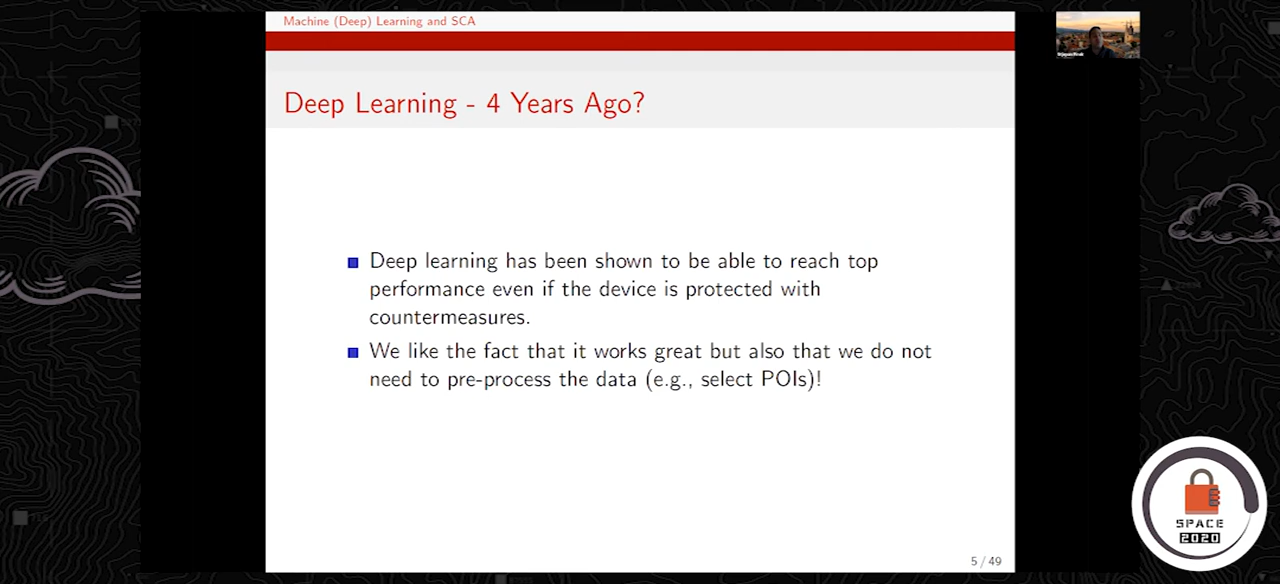 Machine (Deep) Learning and SCA
Deep Learning - 4 Years Ago?
Deep learning has been shown to be able to reach top
performance even if the device is protected with
countermeasures.
We like the fact that it works great but also that we do not
need to pre-process the data (e.g., select POIs)!
5 / 49
SPACE
2020